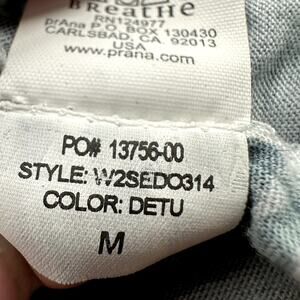 BREATHE
RN124977
prAna P.O. BOX 130430
CARLSBAD, CA. 92013
USA
www.prana.com
PO# 13756-00
STYLE: W2SEDO314
COLOR: DETU
M